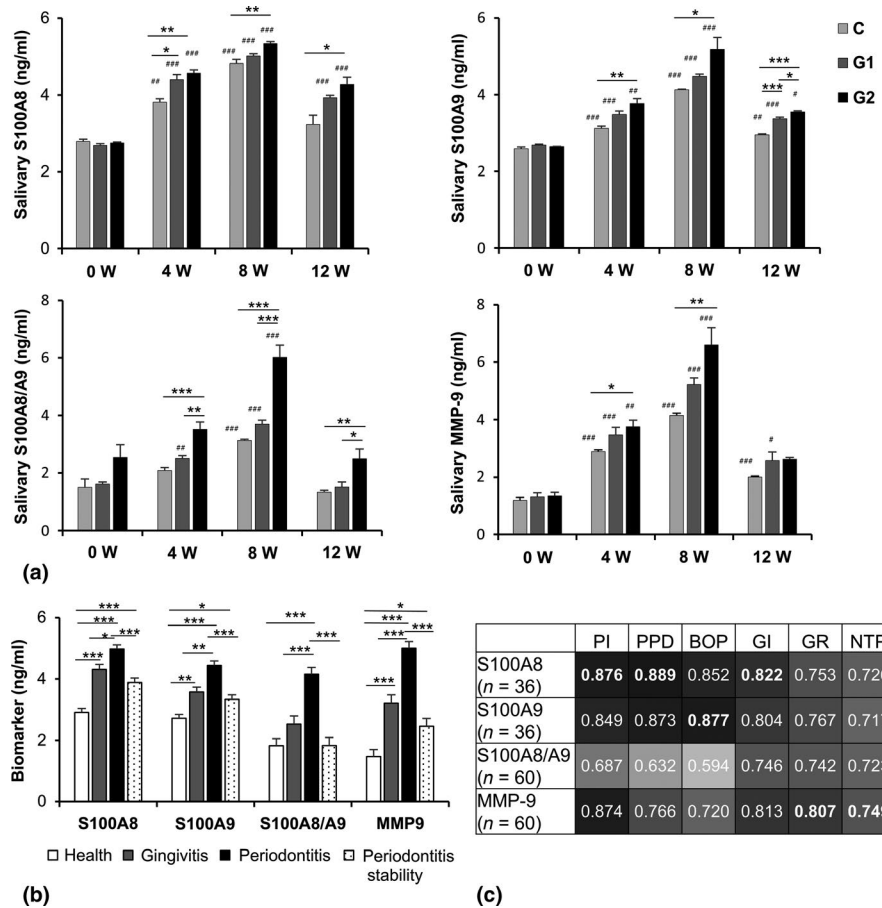 Salivary S100A8 (ng/ml)
6
4
2
0
**
*
##
###
###
**
###
###
###
*
###
###
0 W
4 W
8 W
12 W
Salivary S100A9 (ng/ml)
6
4
2
0
**
###
###
##
*
###
###
###
***
***
*
##
###
#
0 W
4 W
8 W
12 W
C
G1
G2
Salivary S100A8/A9 (ng/ml)
8
6
4
2
0
***
**
##
***
***
###
###
###
**
*
0 W
4 W
8 W
12 W
Salivary MMP-9 (ng/ml)
8
6
4
2
0
*
###
###
##
**
###
###
###
###
#
0 W
4 W
8 W
12 W
(a)
Biomarker (ng/ml)
6
4
2
0
***
***
*
***
***
*
***
**
***
**
***
***
***
*
***
***
***
***
S100A8
S100A9
S100A8/A9
MMP9
Health
Gingivitis
Periodontitis
Periodontitis stability
(b)
PI PPD BOP GI GR
S100A8 (n = 36) 0.876 0.889 0.852 0.822 0.753
S100A9 (n = 36) 0.849 0.873 0.877 0.804 0.767
S100A8/A9 (n = 60) 0.687 0.632 0.594 0.746 0.742
MMP-9 (n = 60) 0.874 0.766 0.720 0.813 0.807
(c)